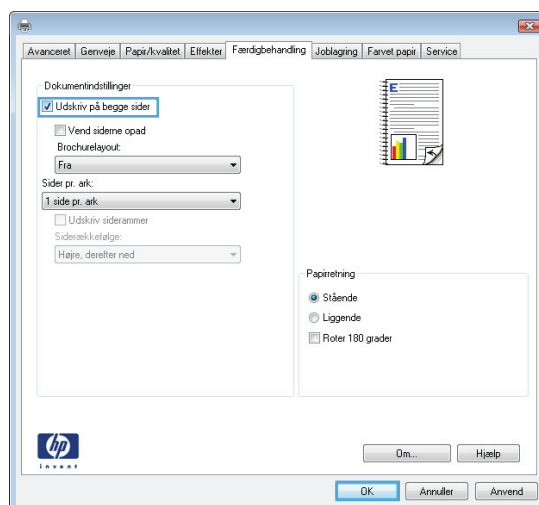 Avanceret Genveje Papir/kvalitet Effekter Færdigbehandling Joblagring Farvet papir Service
Dokumentindstillinger
Udskriv på begge sider
Vend siderne opad
Brochurelayout:
Fra
Sider pr. ark:
1 side pr. ark
Udskriv siderammer
Siderækkefølge:
Højre, derefter ned
E
Papirretning
Stående
Liggende
Roter 180 grader
hp
invent
Om... Hjælp
OK Annuller Anvend